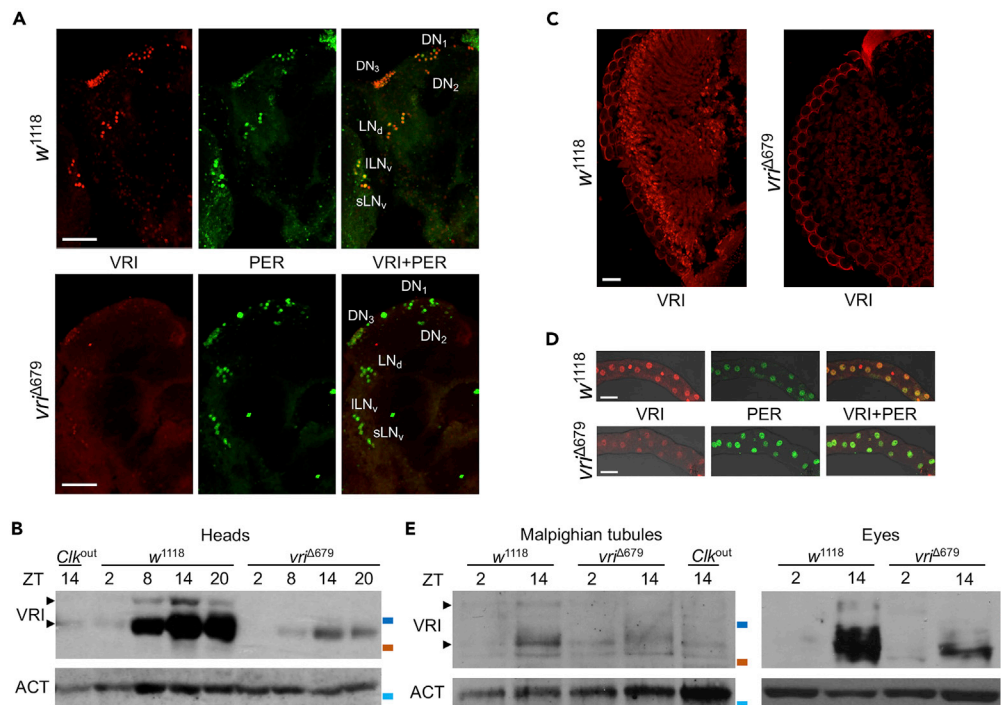 A
w1118
DN1
DN3
DN2
LNd
lLNv
sLNv
VRI PER VRI+PER
vriΔ679
DN1
DN3
DN2
LNd
lLNv
sLNv
B
Heads
Clkout w1118 vriΔ679
ZT 14 2 8 14 20 2 8 14 20
VRI
ACT
C
w1118
vriΔ679
VRI VRI
D
w1118
VRI PER VRI+PER
vriΔ679
E
Malpighian tubules
w1118 vriΔ679 Clkout
ZT 2 14 2 14 14
VRI
ACT
Eyes
w1118 vriΔ679
2 14 2 14